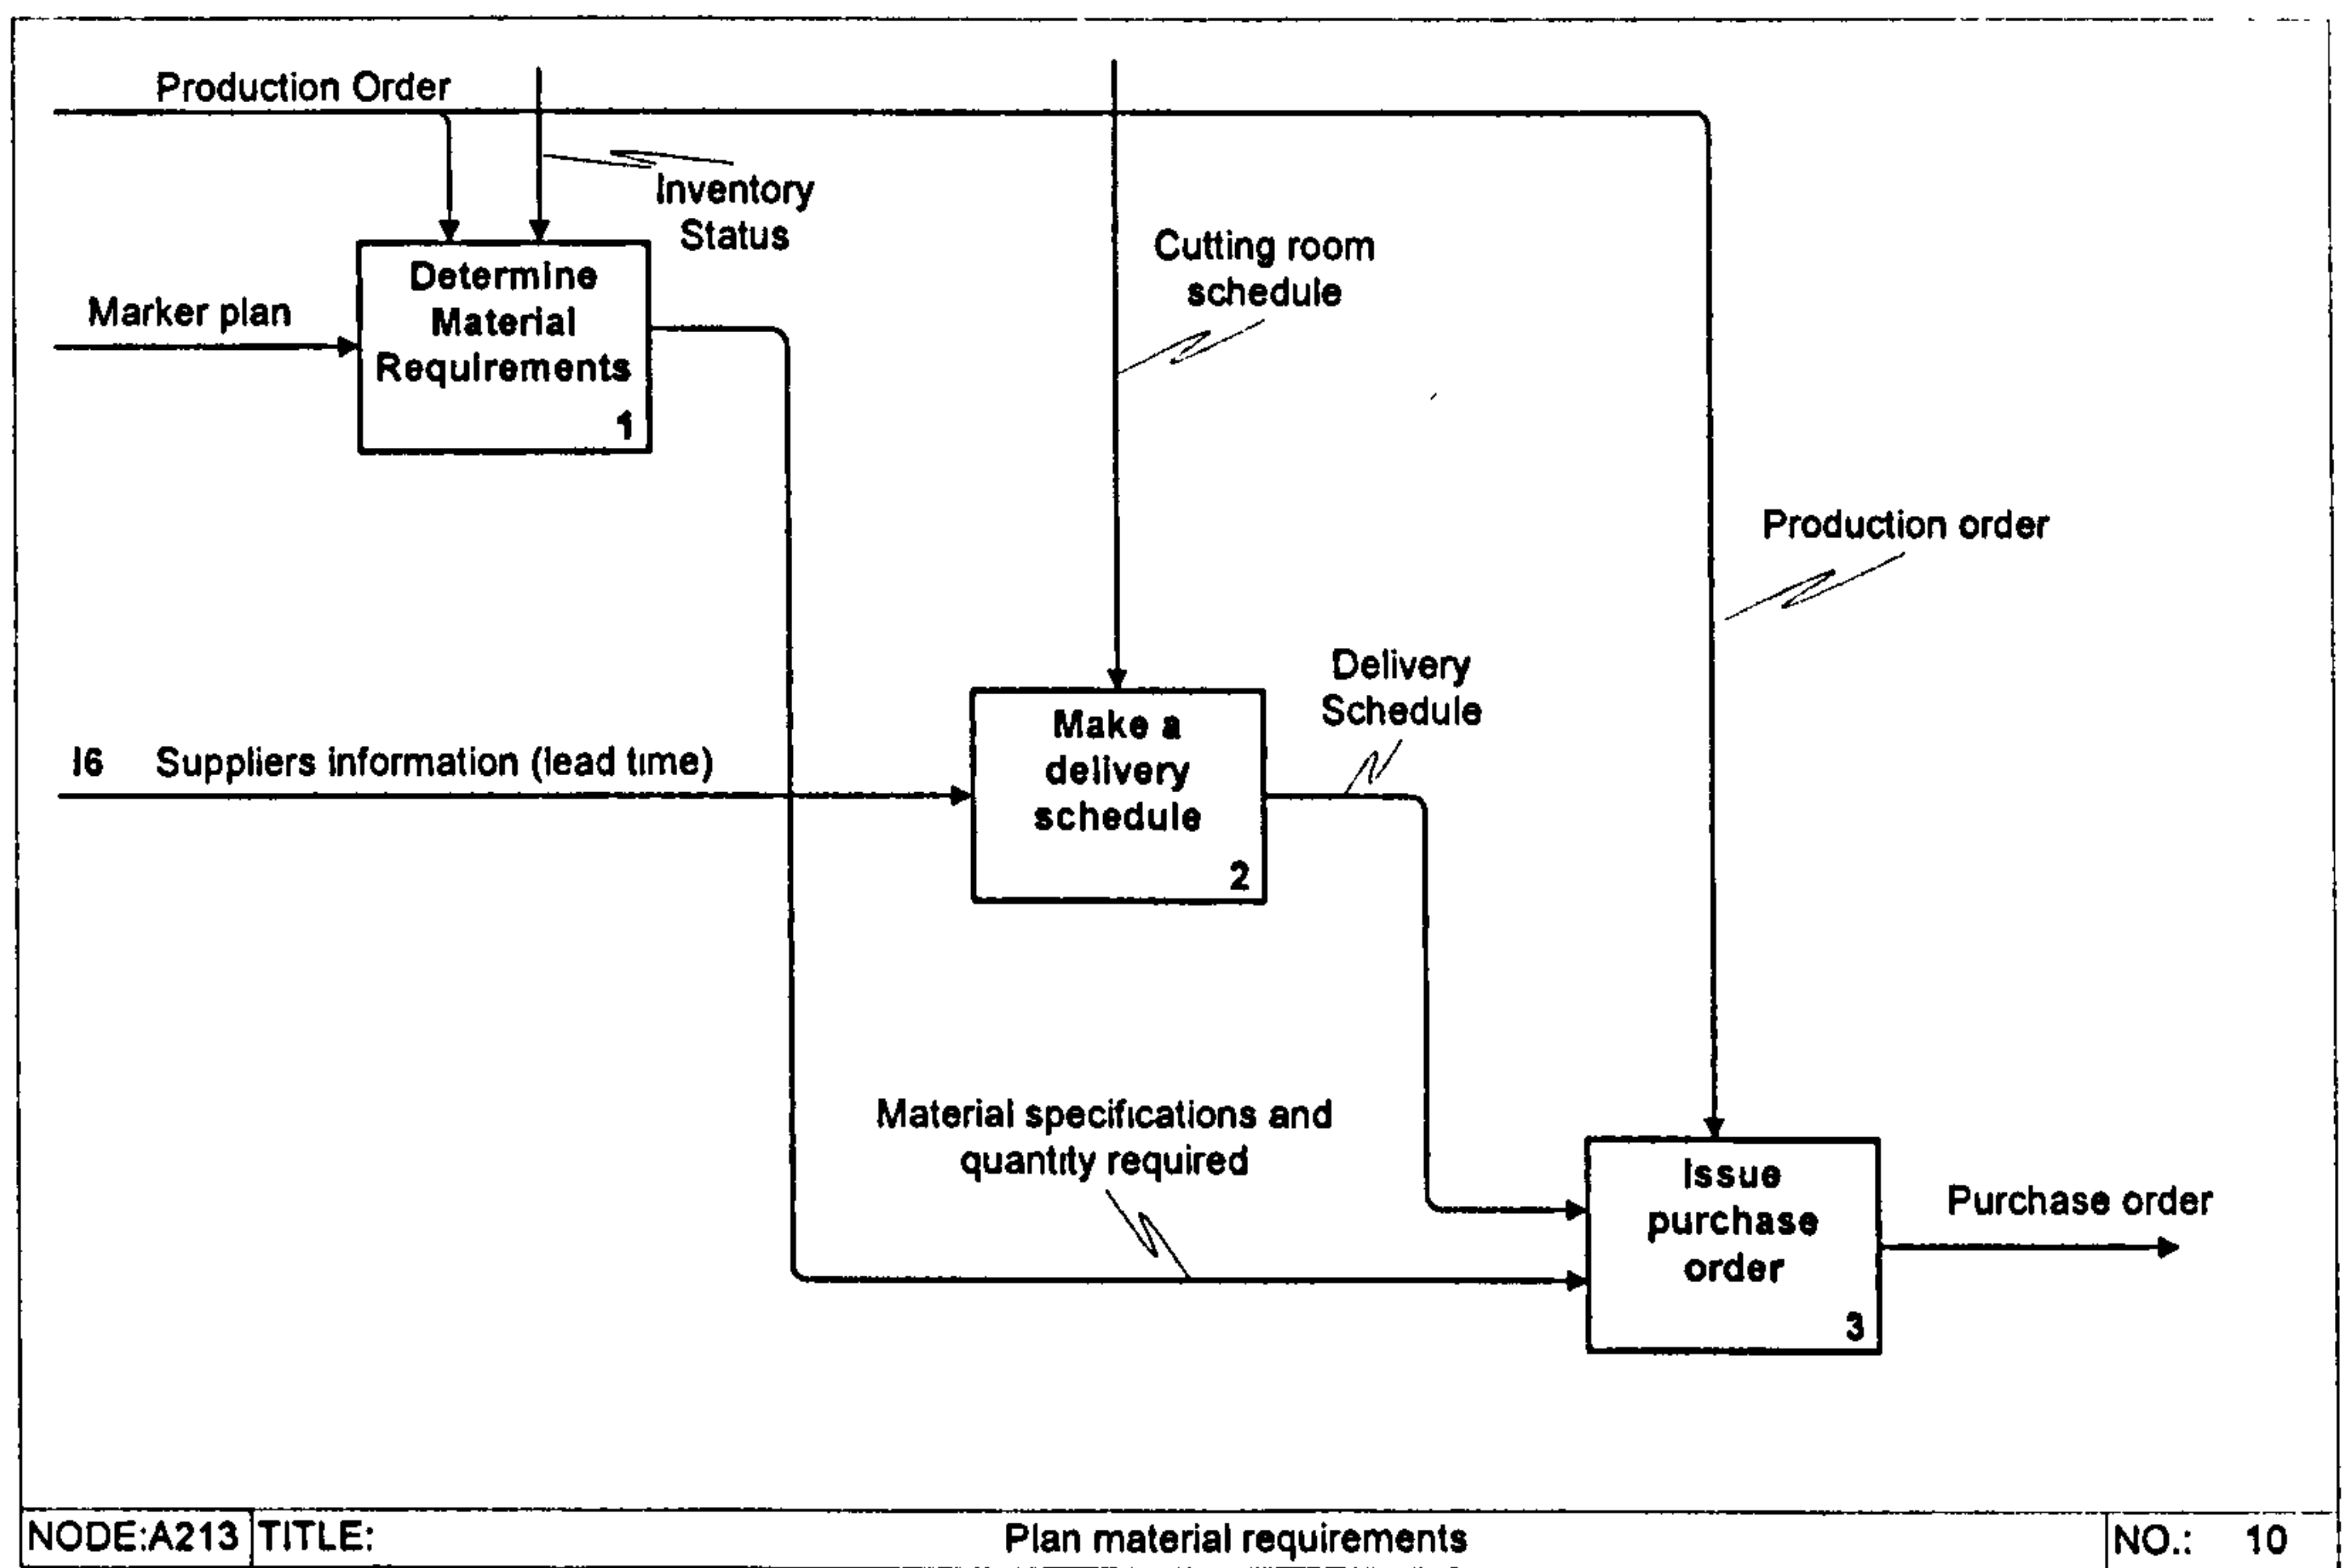 Production Order
Inventory
Status
Determine
Material
Requirements
1
Marker plan
Cutting room
schedule
Production order
Delivery
Schedule
Make a
delivery
schedule
2
I6 Suppliers information (lead time)
Material specifications and
quantity required
Issue
purchase
order
3
Purchase order
NODE:A213 TITLE: Plan material requirements NO.: 10